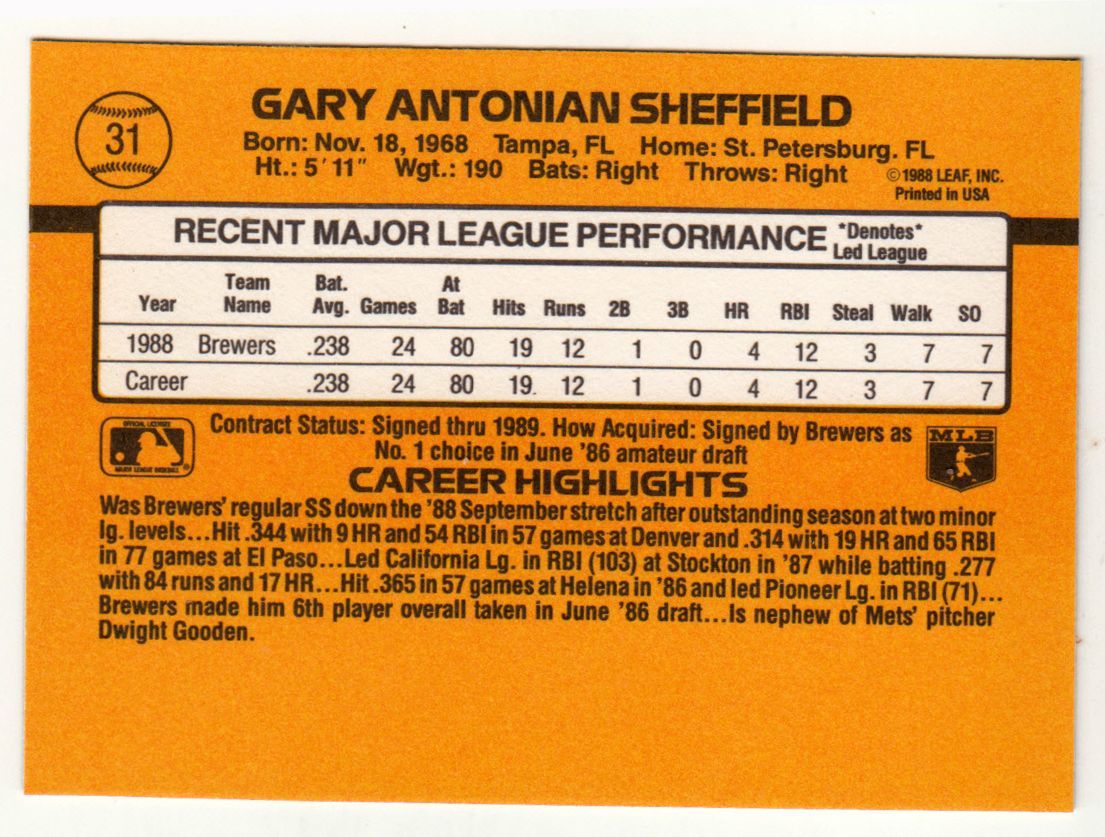 31
GARY ANTONIAN SHEFFIELD
Born: Nov. 18, 1968 Tampa, FL Home: St. Petersburg. FL
Ht.: 5' 11" Wgt.: 190 Bats: Right Throws: Right
©1988 LEAF, INC.
Printed in USA
RECENT MAJOR LEAGUE PERFORMANCE *Denotes*
Led League
Year Team Name Bat. Avg. Games At Bat Hits Runs 2B 3B HR RBI Steal Walk SO
1988 Brewers .238 24 80 19 12 1 0 4 12 3 7 7
Career .238 24 80 19. 12 1 0 4 12 3 7 7
OFFICIAL LICENSEE
MAJOR LEAGUE BASEBALL
Contract Status: Signed thru 1989. How Acquired: Signed by Brewers as
No. 1 choice in June '86 amateur draft
MLB
CAREER HIGHLIGHTS
Was Brewers' regular SS down the '88 September stretch after outstanding season at two minor
lg. levels...Hit .344 with 9 HR and 54 RBI in 57 games at Denver and .314 with 19 HR and 65 RBI
in 77 games at El Paso...Led California Lg. in RBI (103) at Stockton in '87 while batting .277
with 84 runs and 17 HR...Hit .365 in 57 games at Helena in '86 and led Pioneer Lg. in RBI (71)...
Brewers made him 6th player overall taken in June '86 draft...Is nephew of Mets' pitcher
Dwight Gooden.